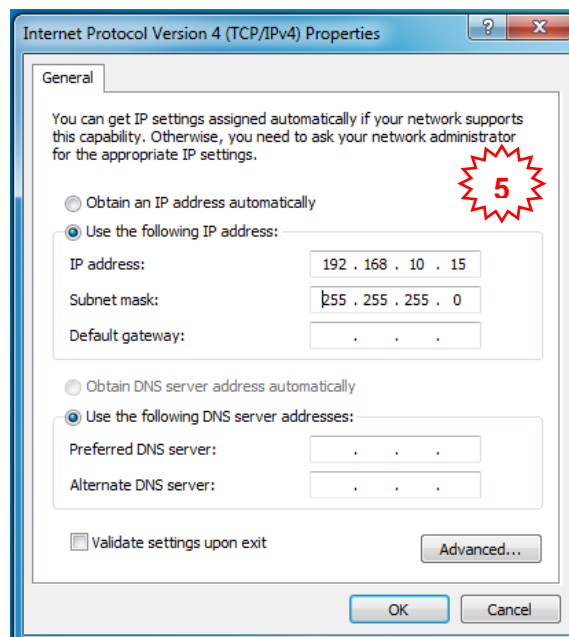 Internet Protocol Version 4 (TCP/IPv4) Properties
? X
General
You can get IP settings assigned automatically if your network supports
this capability. Otherwise, you need to ask your network administrator
for the appropriate IP settings.
5
Obtain an IP address automatically
Use the following IP address:
IP address: 192 . 168 . 10 . 15
Subnet mask: 255 . 255 . 255 . 0
Default gateway: . . .
Obtain DNS server address automatically
Use the following DNS server addresses:
Preferred DNS server: . . .
Alternate DNS server: . . .
Validate settings upon exit
Advanced...
OK Cancel